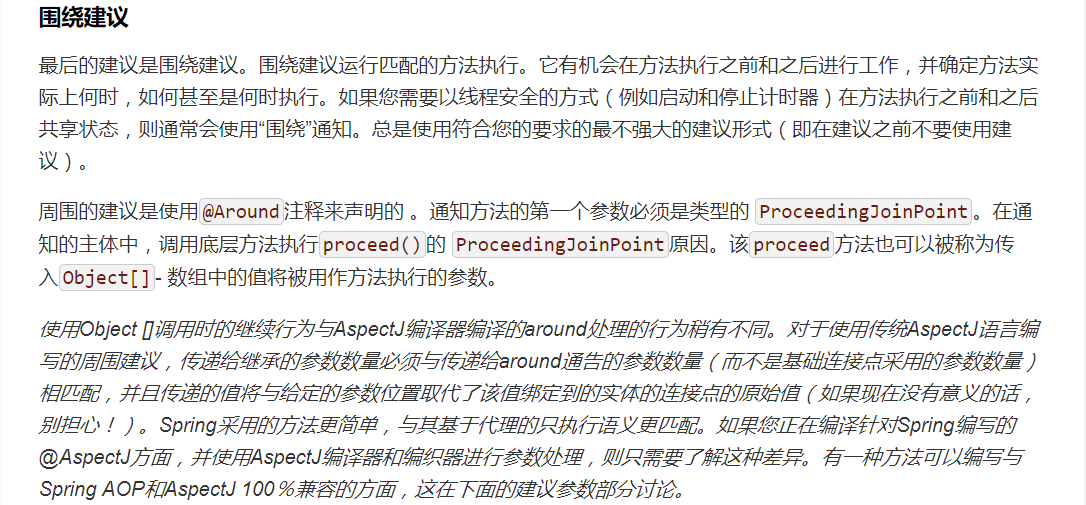 围绕建议
最后的建议是围绕建议。围绕建议运行匹配的方法执行。它有机会在方法执行之前和之后进行工作，并确定方法实
际上何时，如何甚至是何时执行。如果您需要以线程安全的方式（例如启动和停止计时器）在方法执行之前和之后
共享状态，则通常会使用“围绕”通知。总是使用符合您的要求的最不强大的建议形式（即在建议之前不要使用建
议）。
周围的建议是使用@Around注释来声明的 。通知方法的第一个参数必须是类型的 ProceedingJoinPoint。在通
知的主体中，调用底层方法执行proceed()的 ProceedingJoinPoint原因。该proceed方法也可以被称为传
入Object[]- 数组中的值将被用作方法执行的参数。
使用Object []调用时的继续行为与AspectJ编译器编译的around处理的行为稍有不同。对于使用传统AspectJ语言编
写的周围建议，传递给继承的参数数量必须与传递给around通告的参数数量（而不是基础连接点采用的参数数量）
相匹配，并且传递的值将与给定的参数位置取代了该值绑定到的实体的连接点的原始值（如果现在没有意义的话，
别担心！）。Spring采用的方法更简单，与其基于代理的只执行语义更匹配。如果您正在编译针对Spring编写的
@AspectJ方面，并使用AspectJ编译器和编织器进行参数处理，则只需要了解这种差异。有一种方法可以编写与
Spring AOP和AspectJ 100％兼容的方面，这在下面的建议参数部分讨论。